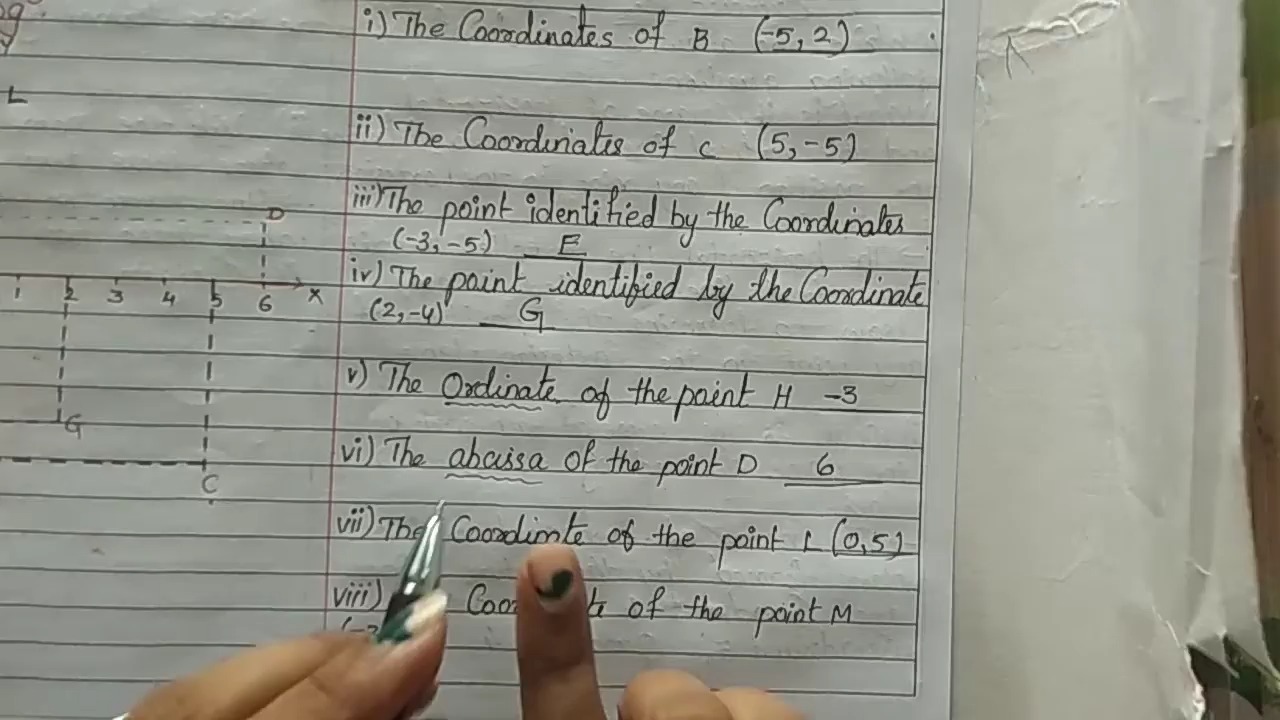 L
D
1 2 3 4 5 6 X
G
C
i) The Coordinates of B (-5, 2)
ii) The Coordinates of C (5, -5)
iii) The point identified by the Coordinates
(-3, -5) E
iv) The point identified by the Coordinate
(2, -4) G
v) The Ordinate of the point H -3
vi) The abcissa of the point D 6
vii) The Coordinate of the point L (0, 5)
viii) of the point M